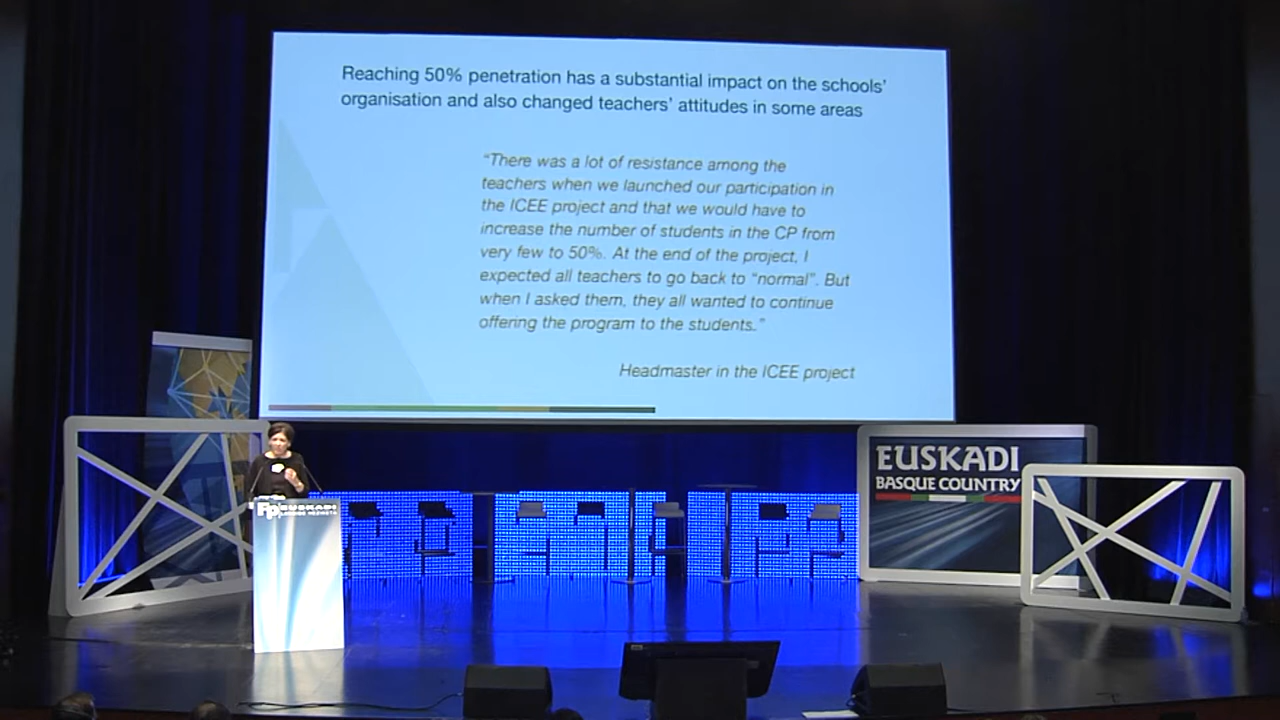 Reaching 50% penetration has a substantial impact on the schools'
organisation and also changed teachers' attitudes in some areas
“There was a lot of resistance among the
teachers when we launched our participation in
the ICEE project and that we would have to
increase the number of students in the CP from
very few to 50%. At the end of the project, I
expected all teachers to go back to “normal”. But
when I asked them, they all wanted to continue
offering the program to the students.”
Headmaster in the ICEE project
EUSKADI
BASQUE COUNTRY
Fp EUSKADI
LANBIDE HEZIKETA